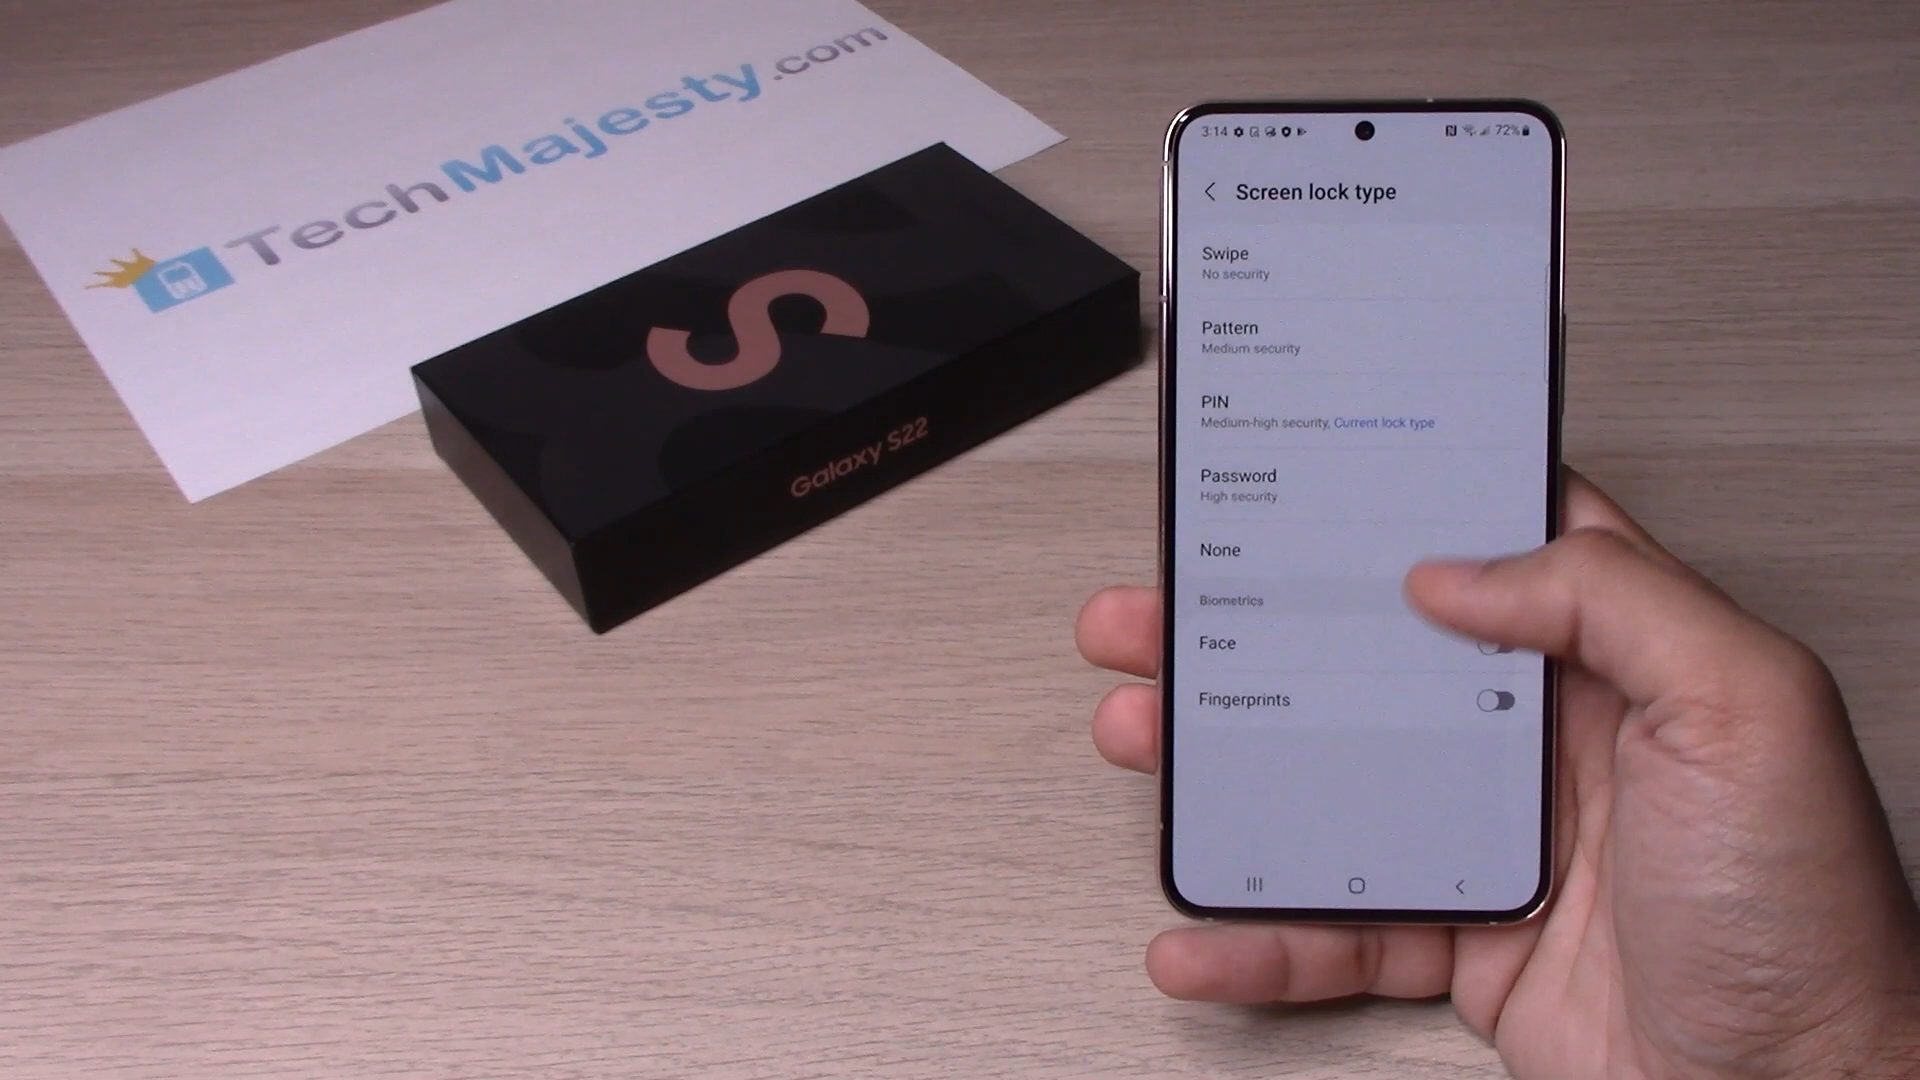 TechMajesty.com
Galaxy S22
3:14
72%
Screen lock type
Swipe
No security
Pattern
Medium security
PIN
Medium-high security, Current lock type
Password
High security
None
Biometrics
Face
Fingerprints